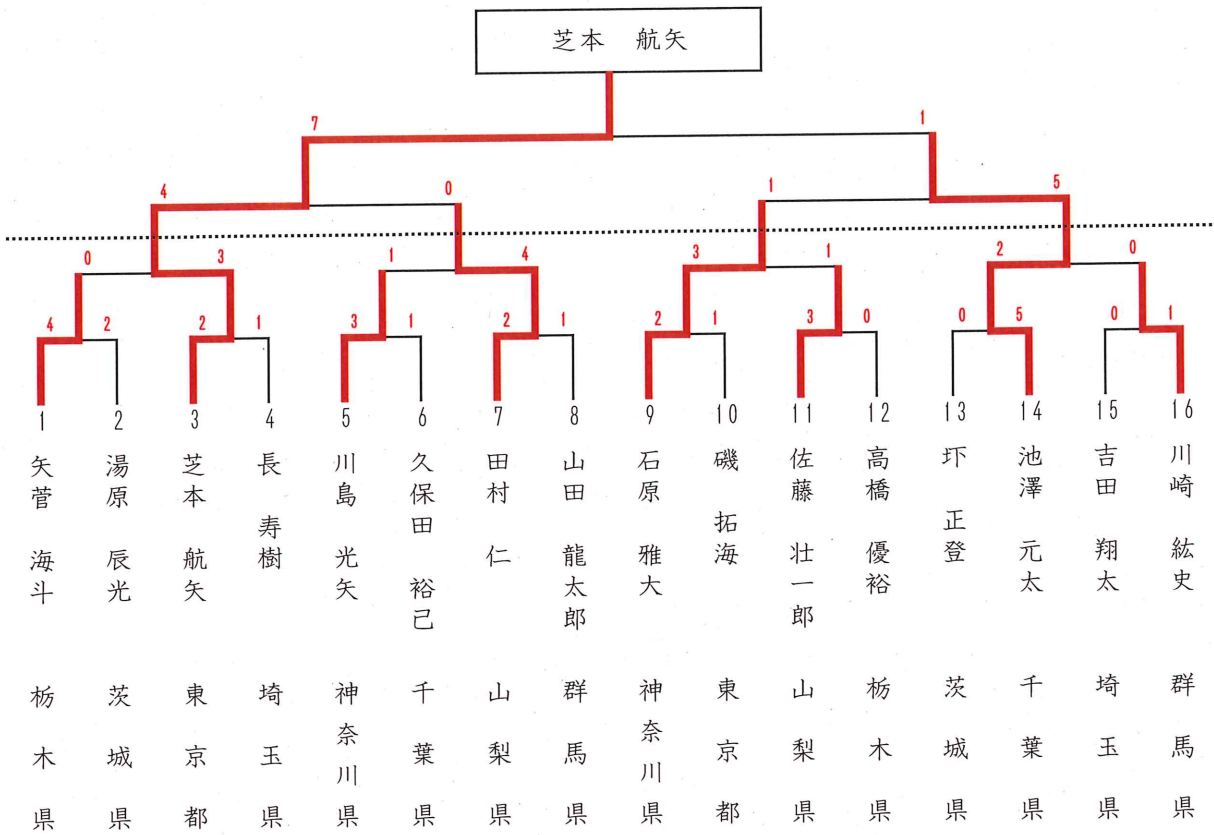 芝本 航矢
7 1
4 0 1 5
0 3 1 4 3 1 2 0
4 2 2 1 3 1 2 1 2 1 3 0 0 5 0 1
1 2 3 4 5 6 7 8 9 10 11 12 13 14 15 16
矢菅 海斗
湯原 辰光
芝本 航矢
長 寿樹
川島 光矢
久保田 裕己
田村 仁
山田 龍太郎
石原 雅大
磯 拓海
佐藤 壮一郎
高橋 優裕
圷 正登
池澤 元太
吉田 翔太
川崎 紘史
栃木県
茨城県
東京都
埼玉県
神奈川県
千葉県
山梨県
群馬県
神奈川県
東京都
山梨県
栃木県
茨城県
千葉県
埼玉県
群馬県